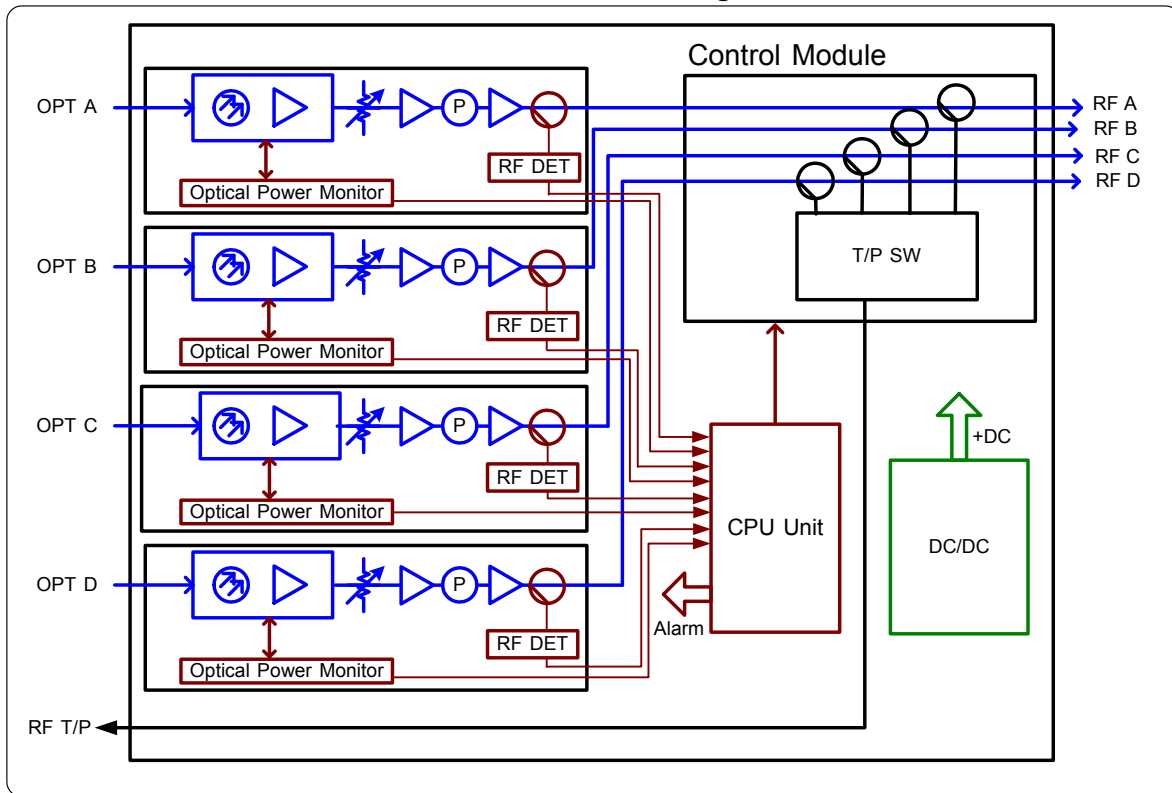 Control Module
OPT A
P
RF A
RF B
RF C
RF D
RF DET
Optical Power Monitor
OPT B
P
T/P SW
RF DET
Optical Power Monitor
OPT C
P
+DC
RF DET
Optical Power Monitor
CPU Unit
DC/DC
OPT D
P
Alarm
RF DET
Optical Power Monitor
RF T/P